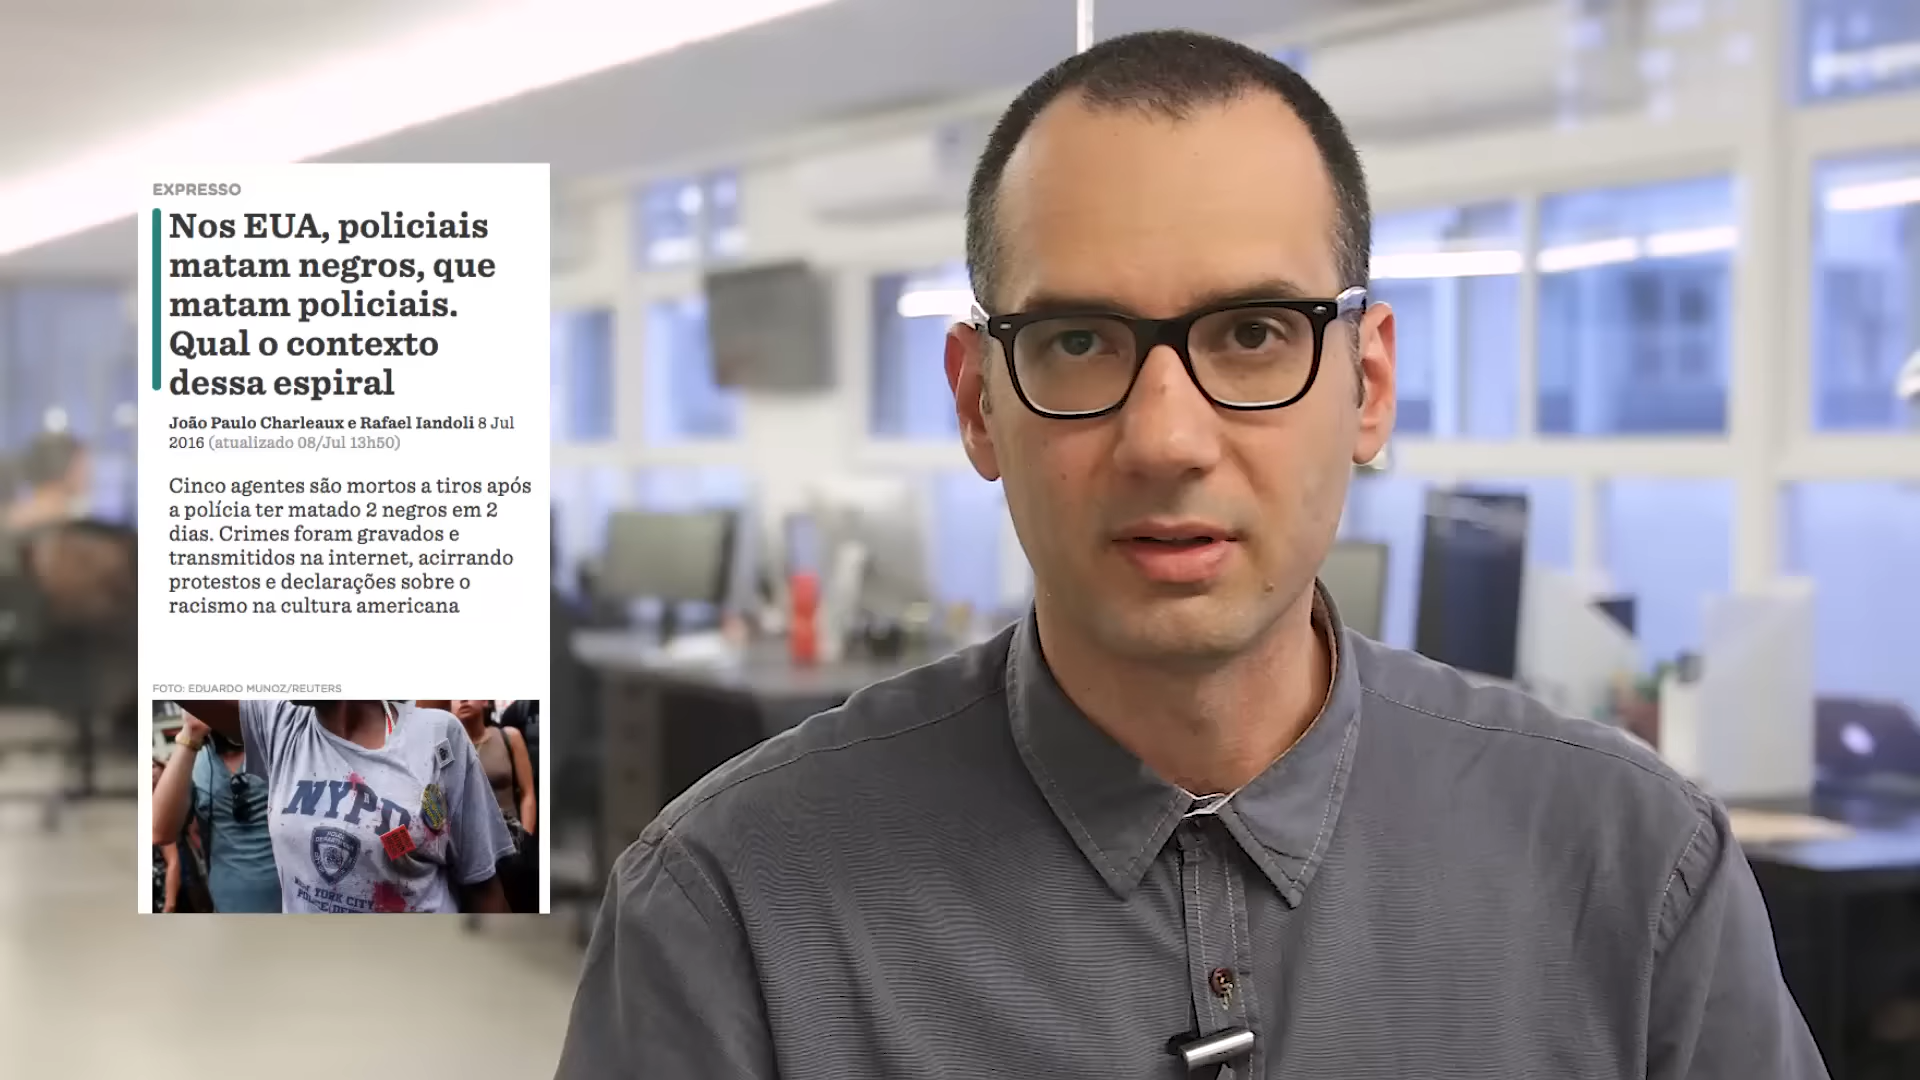 EXPRESSO
Nos EUA, policiais
matam negros, que
matam policiais.
Qual o contexto
dessa espiral
João Paulo Charleaux e Rafael Iandoli 8 Jul
2016 (atualizado 08/Jul 13h50)
Cinco agentes são mortos a tiros após
a polícia ter matado 2 negros em 2
dias. Crimes foram gravados e
transmitidos na internet, acirrando
protestos e declarações sobre o
racismo na cultura americana
FOTO: EDUARDO MUNOZ/REUTERS
NYPD
YORK CITY